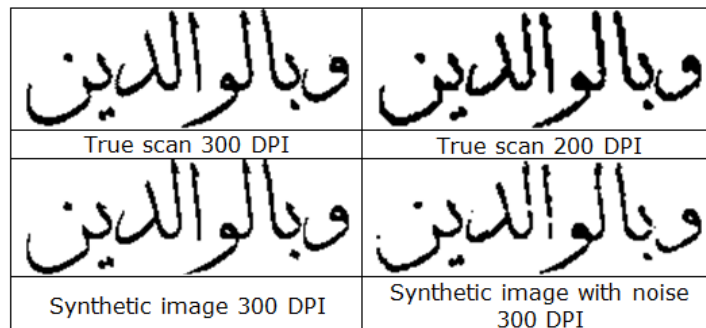 وبالوالدين وبالوالدين
True scan 300 DPI True scan 200 DPI
وبالوالدين وبالوالدين
Synthetic image 300 DPI Synthetic image with noise
300 DPI